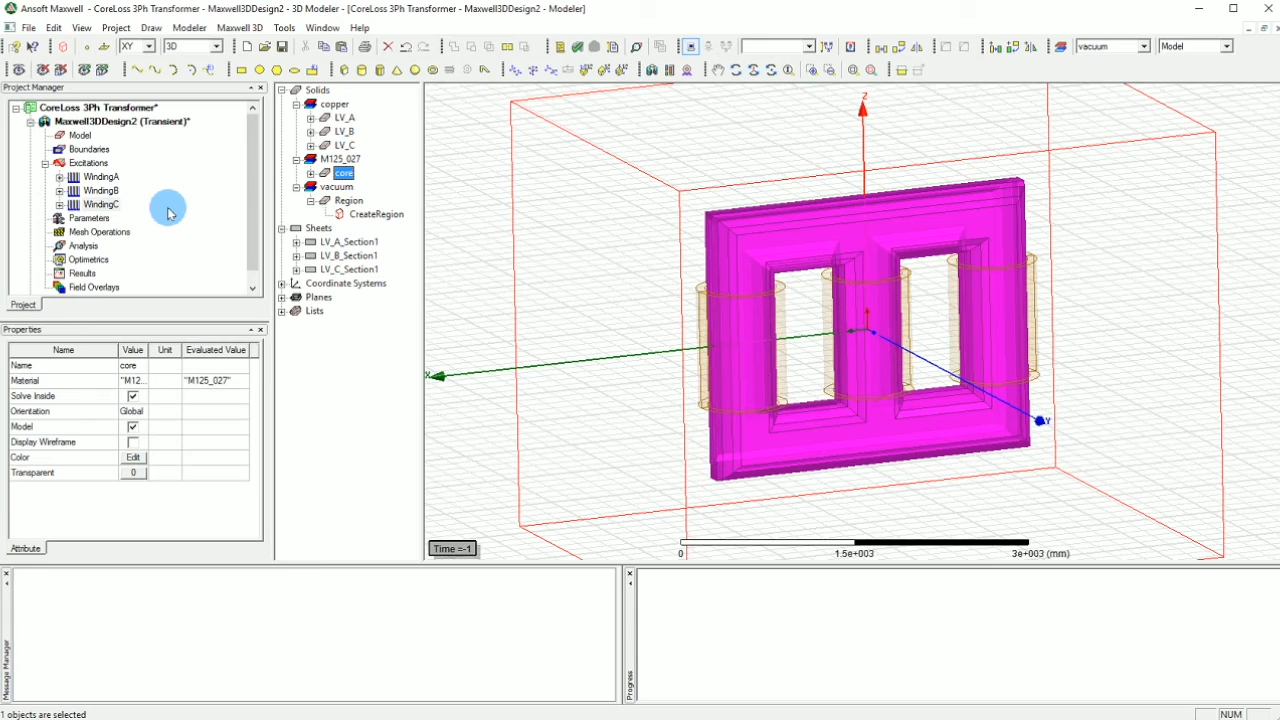 Ansoft Maxwell - CoreLoss 3Ph Transformer - Maxwell3DDesign2 - 3D Modeler - [CoreLoss 3Ph Transformer - Maxwell3DDesign2 - Modeler]
File Edit View Project Draw Modeler Maxwell 3D Tools Window Help
XY 3D vacuum Model
Project Manager
CoreLoss 3Ph Transformer*
Maxwell3DDesign2 (Transient)*
Model
Boundaries
Excitations
WindingA
WindingB
WindingC
Parameters
Mesh Operations
Analysis
Optimetrics
Results
Field Overlays
Project
Properties
Name Value Unit Evaluated Value
Name core
Material "M12... "M125_027"
Solve Inside
Orientation Global
Model
Display Wireframe
Color Edit
Transparent 0
Attribute
Solids
copper
LV_A
LV_B
LV_C
M125_027
core
vacuum
Region
CreateRegion
Sheets
LV_A_Section1
LV_B_Section1
LV_C_Section1
Coordinate Systems
Planes
Lists
Z
X
Y
Time =-1
0 1.5e+003 3e+003 (mm)
Message Manager
Progress
1 objects are selected
NUM